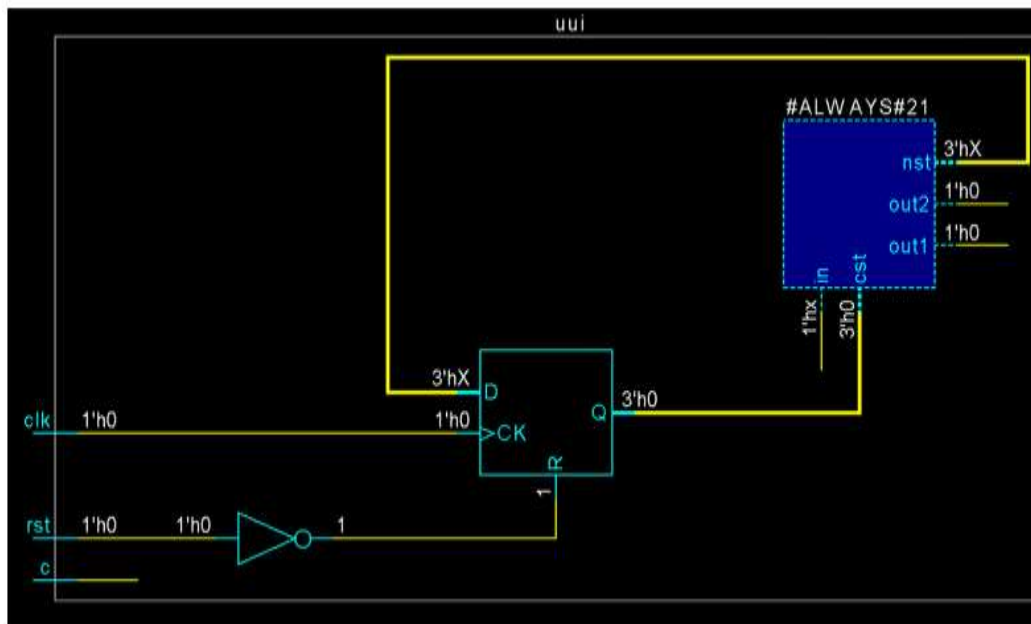 uui
#ALWAYS#21
nst 3'hX
out2 1'h0
out1 1'h0
in cst
1'hx 3'h0
3'hX D
Q 3'h0
clk 1'h0 1'h0 CK
R
1
rst 1'h0 1'h0 1
c